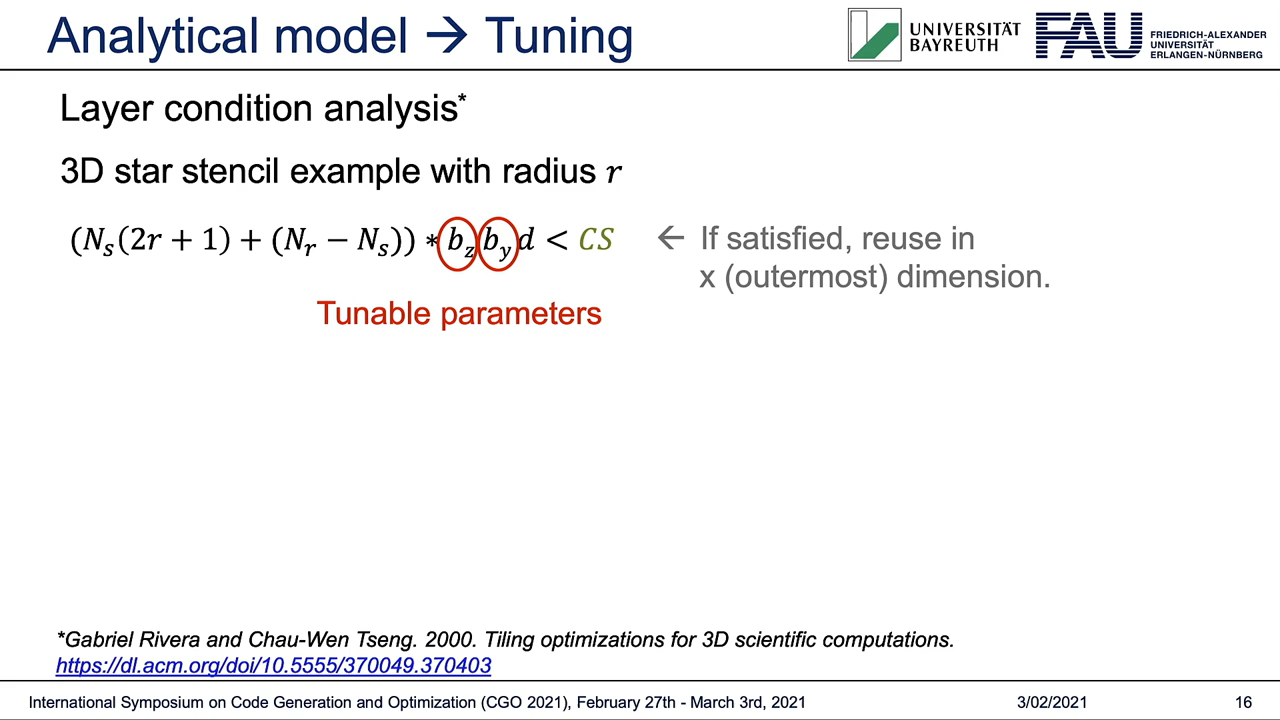 Analytical model → Tuning
UNIVERSITÄT
BAYREUTH
FAU
FRIEDRICH-ALEXANDER
UNIVERSITÄT
ERLANGEN-NÜRNBERG
Layer condition analysis*
3D star stencil example with radius r
(N_s(2r + 1) + (N_r − N_s)) * b_z b_y d < CS
← If satisfied, reuse in
x (outermost) dimension.
Tunable parameters
*Gabriel Rivera and Chau-Wen Tseng. 2000. Tiling optimizations for 3D scientific computations.
https://dl.acm.org/doi/10.5555/370049.370403
International Symposium on Code Generation and Optimization (CGO 2021), February 27th - March 3rd, 2021
3/02/2021
16